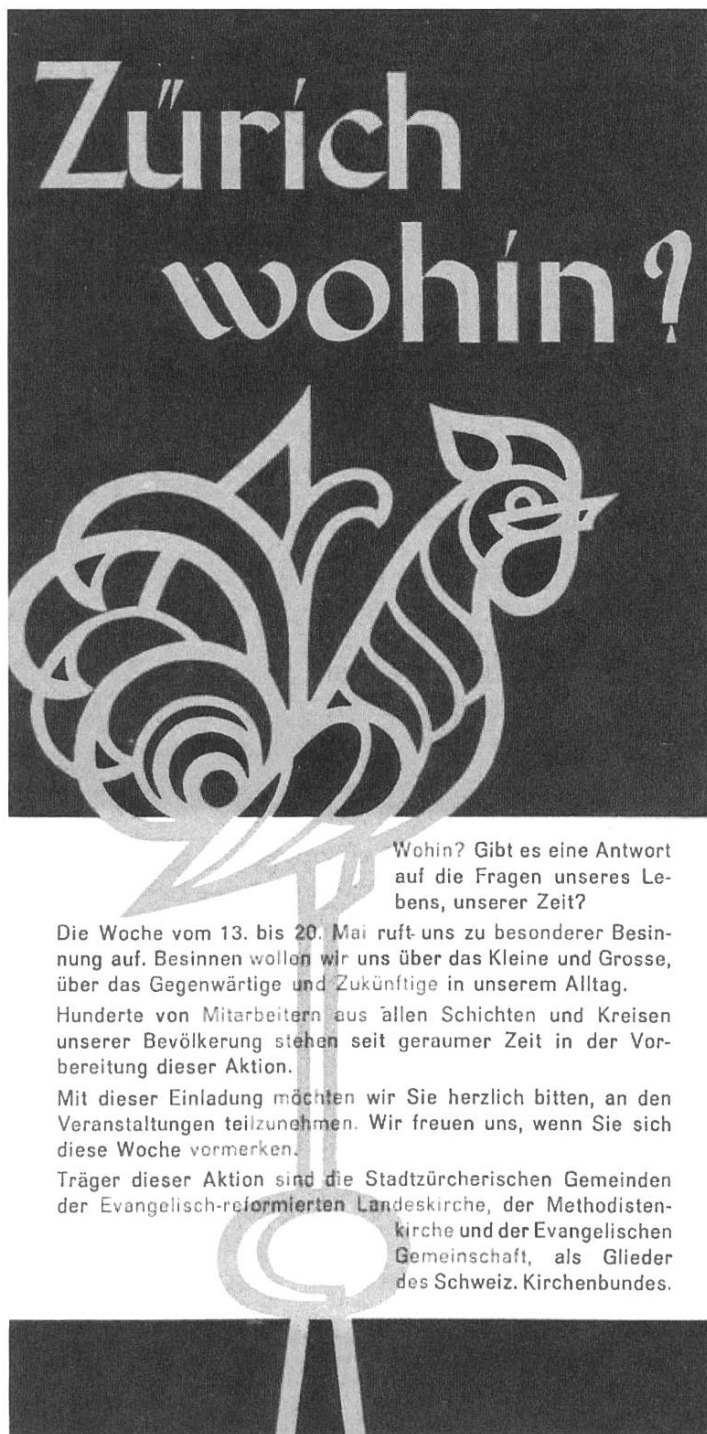 Zürich
wohin?
Wohin? Gibt es eine Antwort
auf die Fragen unseres Le-
bens, unserer Zeit?
Die Woche vom 13. bis 20. Mai ruft uns zu besonderer Besin-
nung auf. Besinnen wollen wir uns über das Kleine und Grosse,
über das Gegenwärtige und Zukünftige in unserem Alltag.
Hunderte von Mitarbeitern aus allen Schichten und Kreisen
unserer Bevölkerung stehen seit geraumer Zeit in der Vor-
bereitung dieser Aktion.
Mit dieser Einladung möchten wir Sie herzlich bitten, an den
Veranstaltungen teilzunehmen. Wir freuen uns, wenn Sie sich
diese Woche vormerken.
Träger dieser Aktion sind die Stadtzürcherischen Gemeinden
der Evangelisch-reformierten Landeskirche, der Methodisten-
kirche und der Evangelischen
Gemeinschaft, als Glieder
des Schweiz. Kirchenbundes.